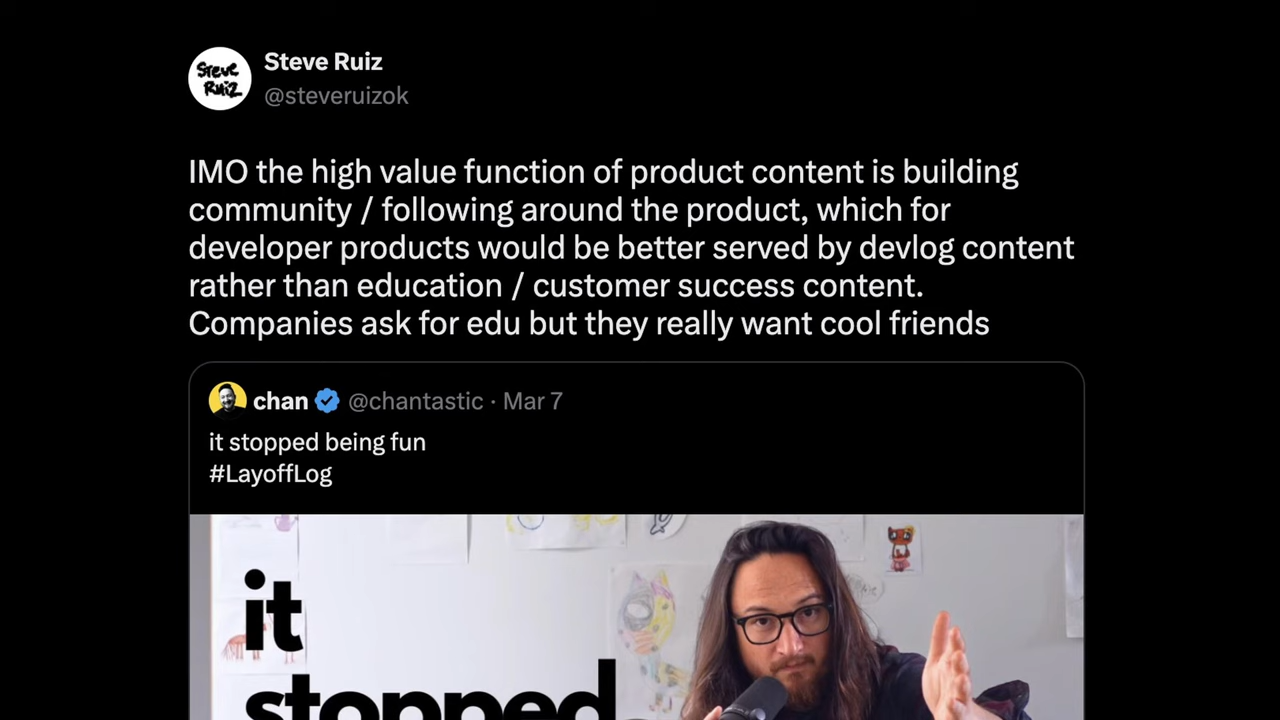 Steve
Ruiz
Steve Ruiz
@steveruizok
IMO the high value function of product content is building
community / following around the product, which for
developer products would be better served by devlog content
rather than education / customer success content.
Companies ask for edu but they really want cool friends
chan @chantastic · Mar 7
it stopped being fun
#LayoffLog
it
stopped